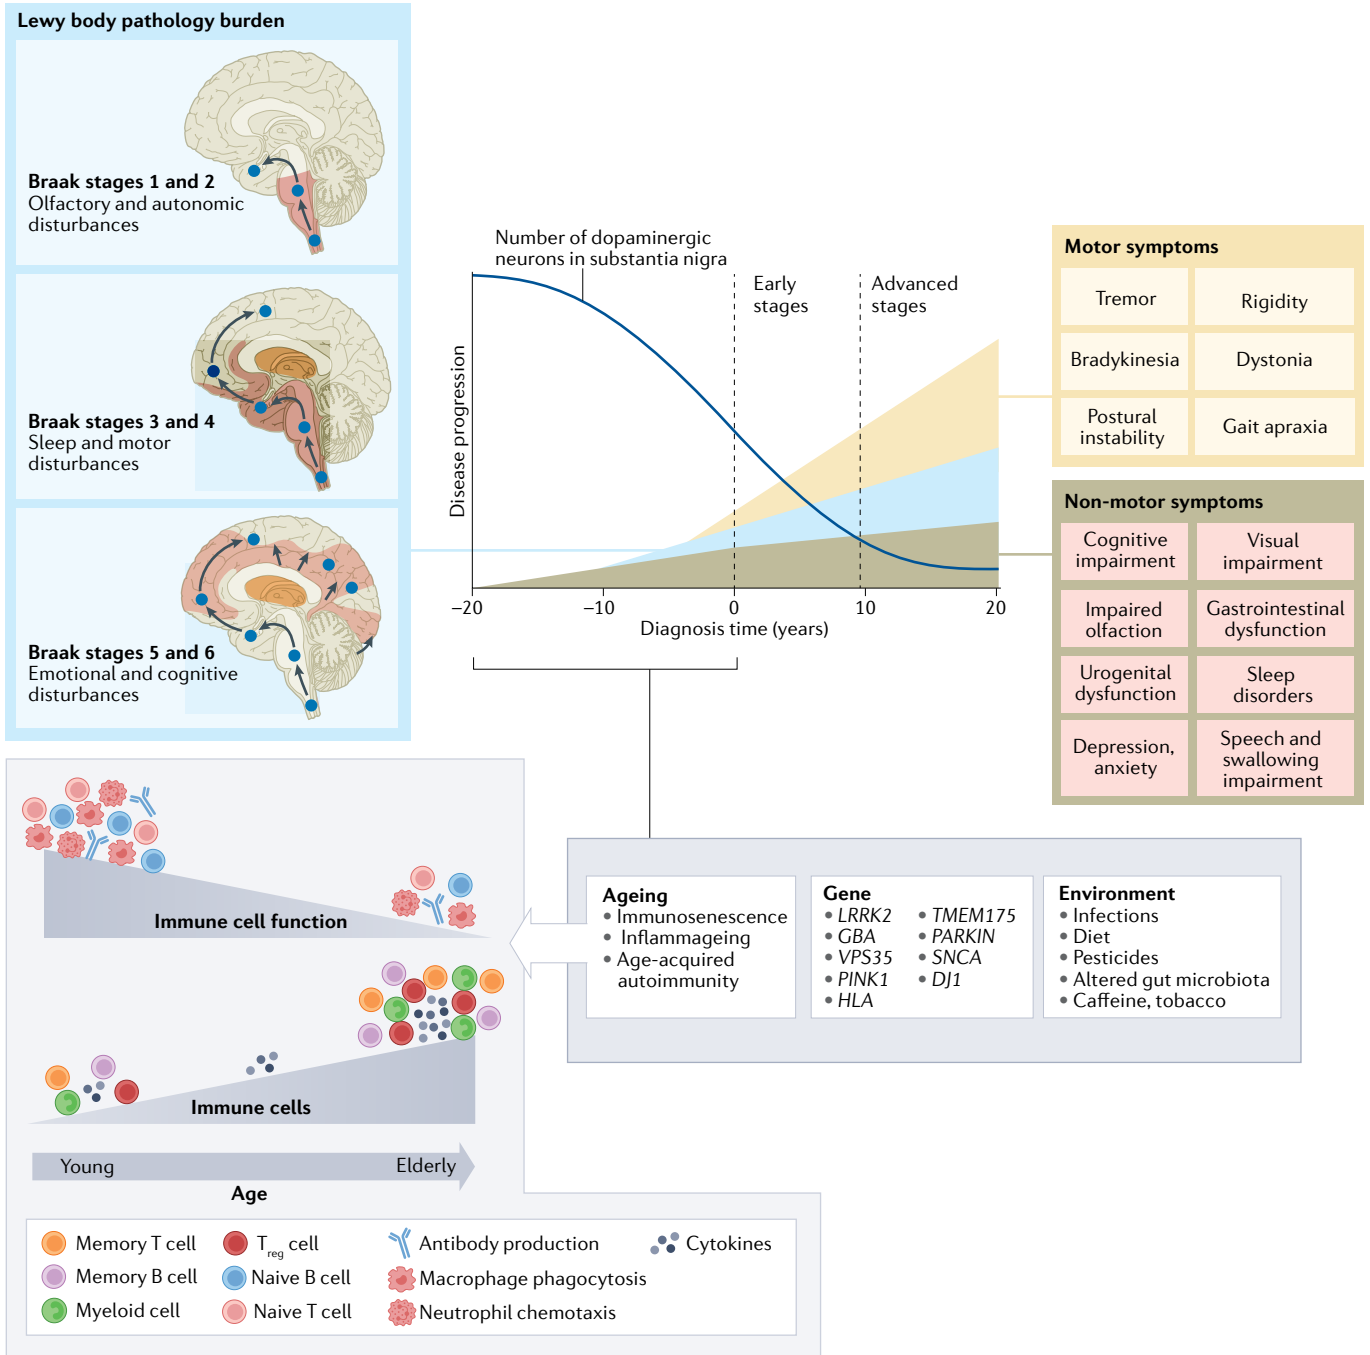 Lewy body pathology burden
Braak stages 1 and 2
Olfactory and autonomic
disturbances
Braak stages 3 and 4
Sleep and motor
disturbances
Braak stages 5 and 6
Emotional and cognitive
disturbances
Number of dopaminergic
neurons in substantia nigra
Early
stages
Advanced
stages
Disease progression
–20
–10
0
10
20
Diagnosis time (years)
Motor symptoms
Tremor
Rigidity
Bradykinesia
Dystonia
Postural
instability
Gait apraxia
Non-motor symptoms
Cognitive
impairment
Visual
impairment
Impaired
olfaction
Gastrointestinal
dysfunction
Urogenital
dysfunction
Sleep
disorders
Depression,
anxiety
Speech and
swallowing
impairment
Immune cell function
Immune cells
Young
Elderly
Age
Ageing
• Immunosenescence
• Inflammageing
• Age-acquired
autoimmunity
Gene
• LRRK2
• GBA
• VPS35
• PINK1
• HLA
• TMEM175
• PARKIN
• SNCA
• DJ1
Environment
• Infections
• Diet
• Pesticides
• Altered gut microbiota
• Caffeine, tobacco
Memory T cell
Memory B cell
Myeloid cell
Treg cell
Naive B cell
Naive T cell
Antibody production
Macrophage phagocytosis
Neutrophil chemotaxis
Cytokines